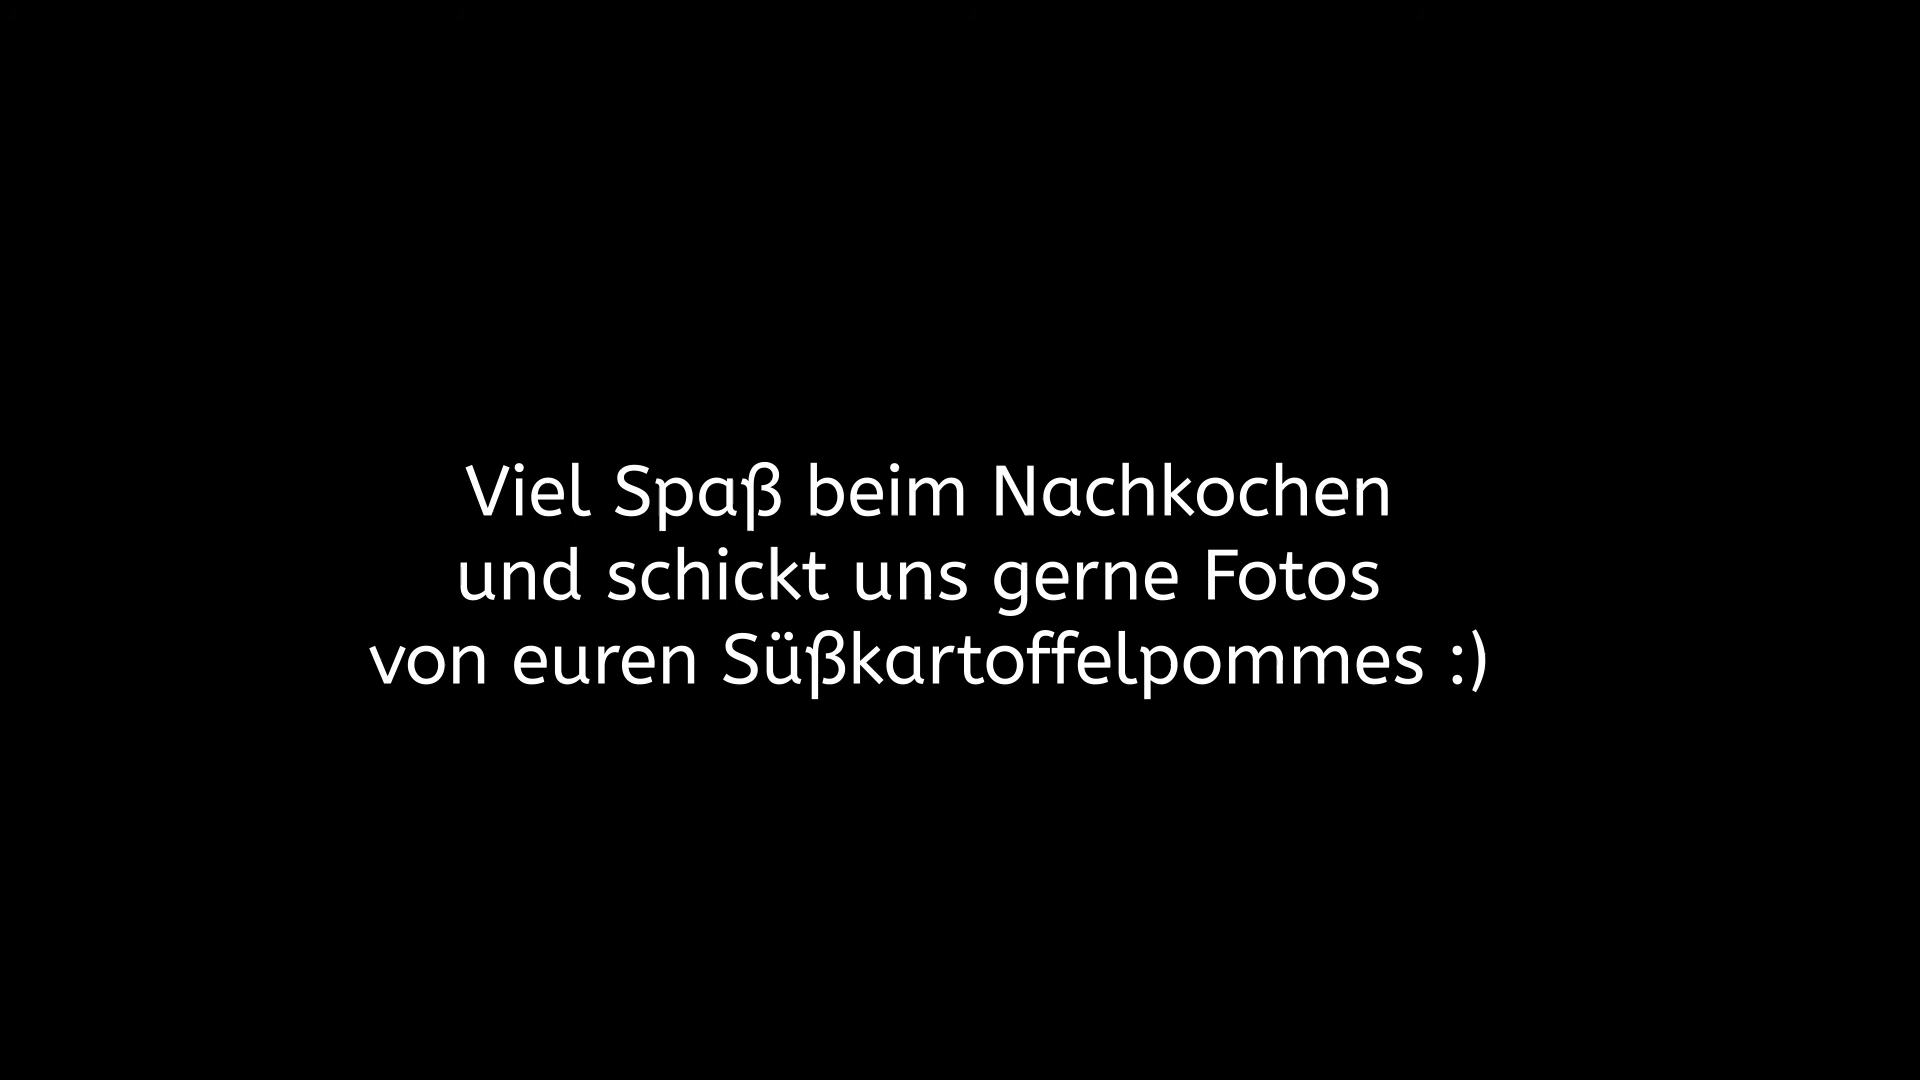 Viel Spaß beim Nachkochen
und schickt uns gerne Fotos
von euren Süßkartoffelpommes :)